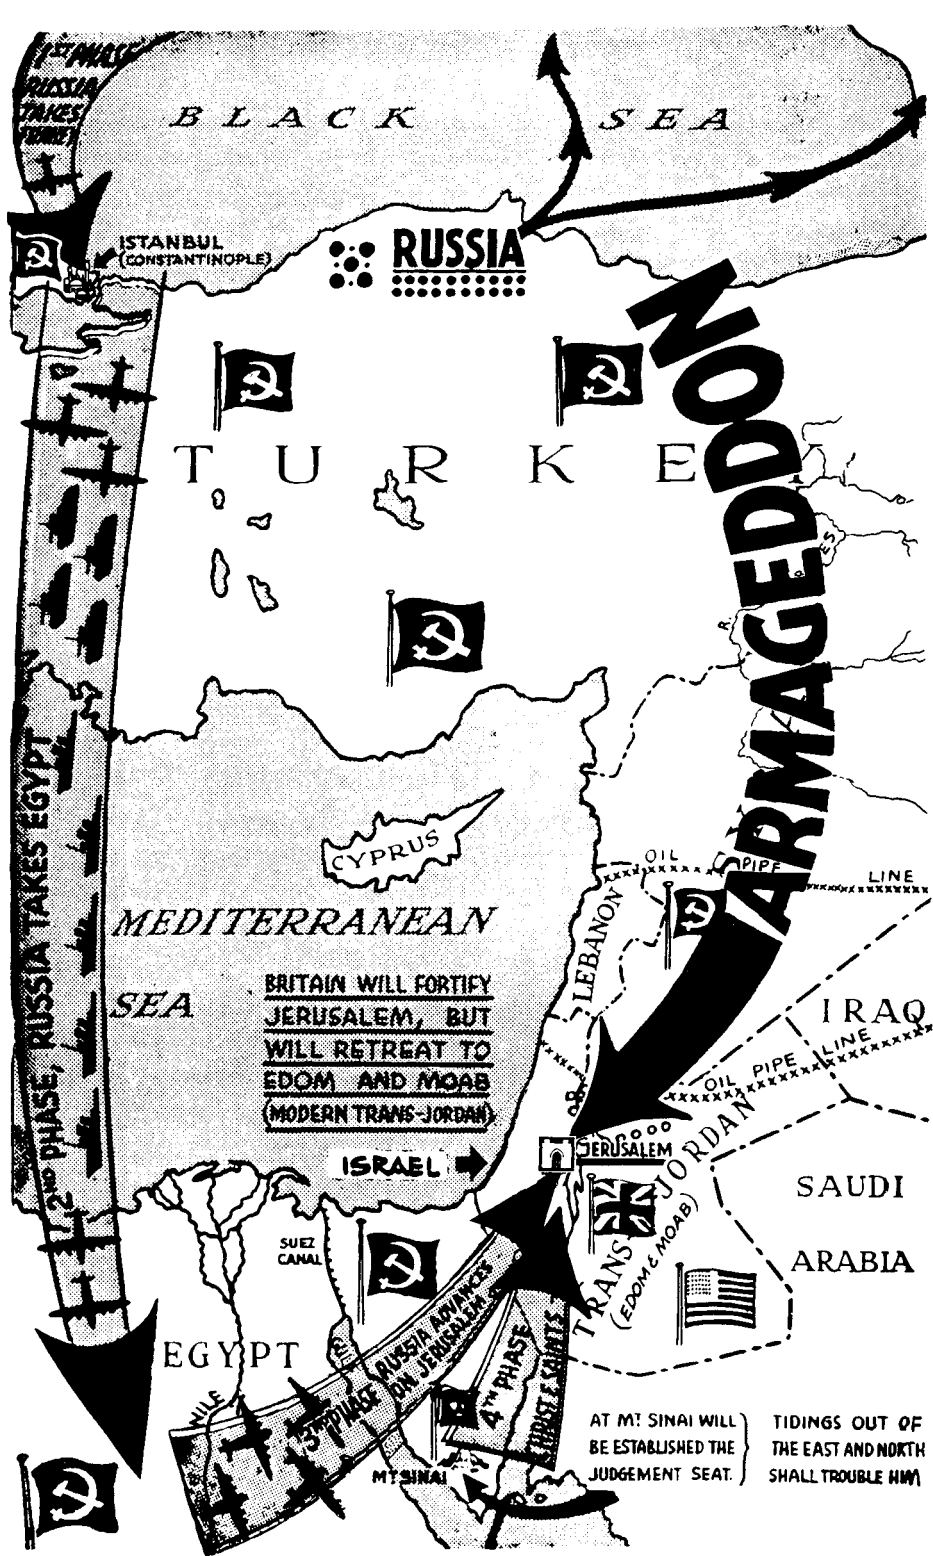 1ST PHASE
RUSSIA
TAKES
BLACK SEA
ISTANBUL
(CONSTANTINOPLE)
RUSSIA
ARMAGEDDON
TURKEY
R.
2ND PHASE, RUSSIA TAKES EGYPT
CYPRUS
OIL PIPE LINE
MEDITERRANEAN
SEA
LEBANON
BRITAIN WILL FORTIFY
JERUSALEM, BUT
WILL RETREAT TO
EDOM AND MOAB
(MODERN TRANS-JORDAN)
IRAQ
OIL PIPE LINE
ISRAEL
JERUSALEM
TRANS JORDAN
(EDOM & MOAB)
SAUDI
ARABIA
SUEZ
CANAL
EGYPT
NILE
3RD PHASE RUSSIA ADVANCES
ON JERUSALEM
4TH PHASE
CHRIST & SAINTS
MT SINAI
AT MT SINAI WILL
BE ESTABLISHED THE
JUDGEMENT SEAT.
TIDINGS OUT OF
THE EAST AND NORTH
SHALL TROUBLE HIM